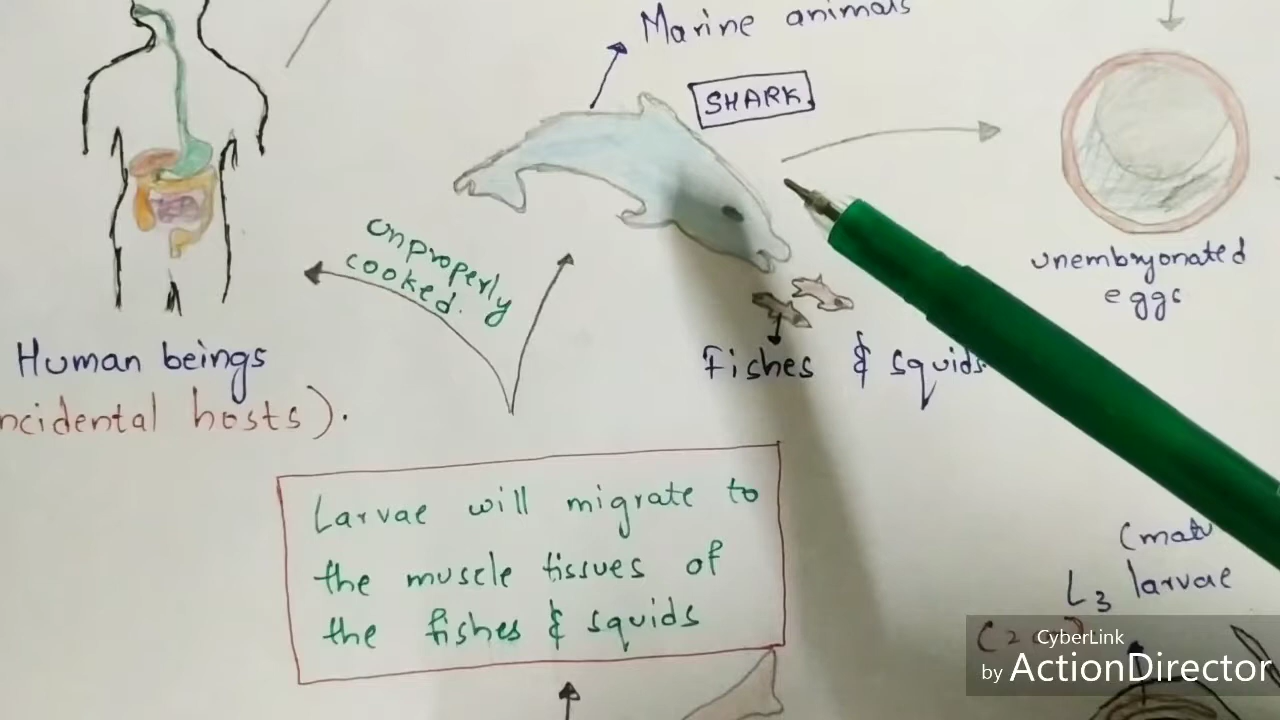 Marine animals
SHARK
unproperly
cooked.
unembryonated
eggs
Human beings
Fishes & squids
ncidental hosts).
Larvae will migrate to
the muscle tissues of
the fishes & squids
L3 larvae
CyberLink
by ActionDirector